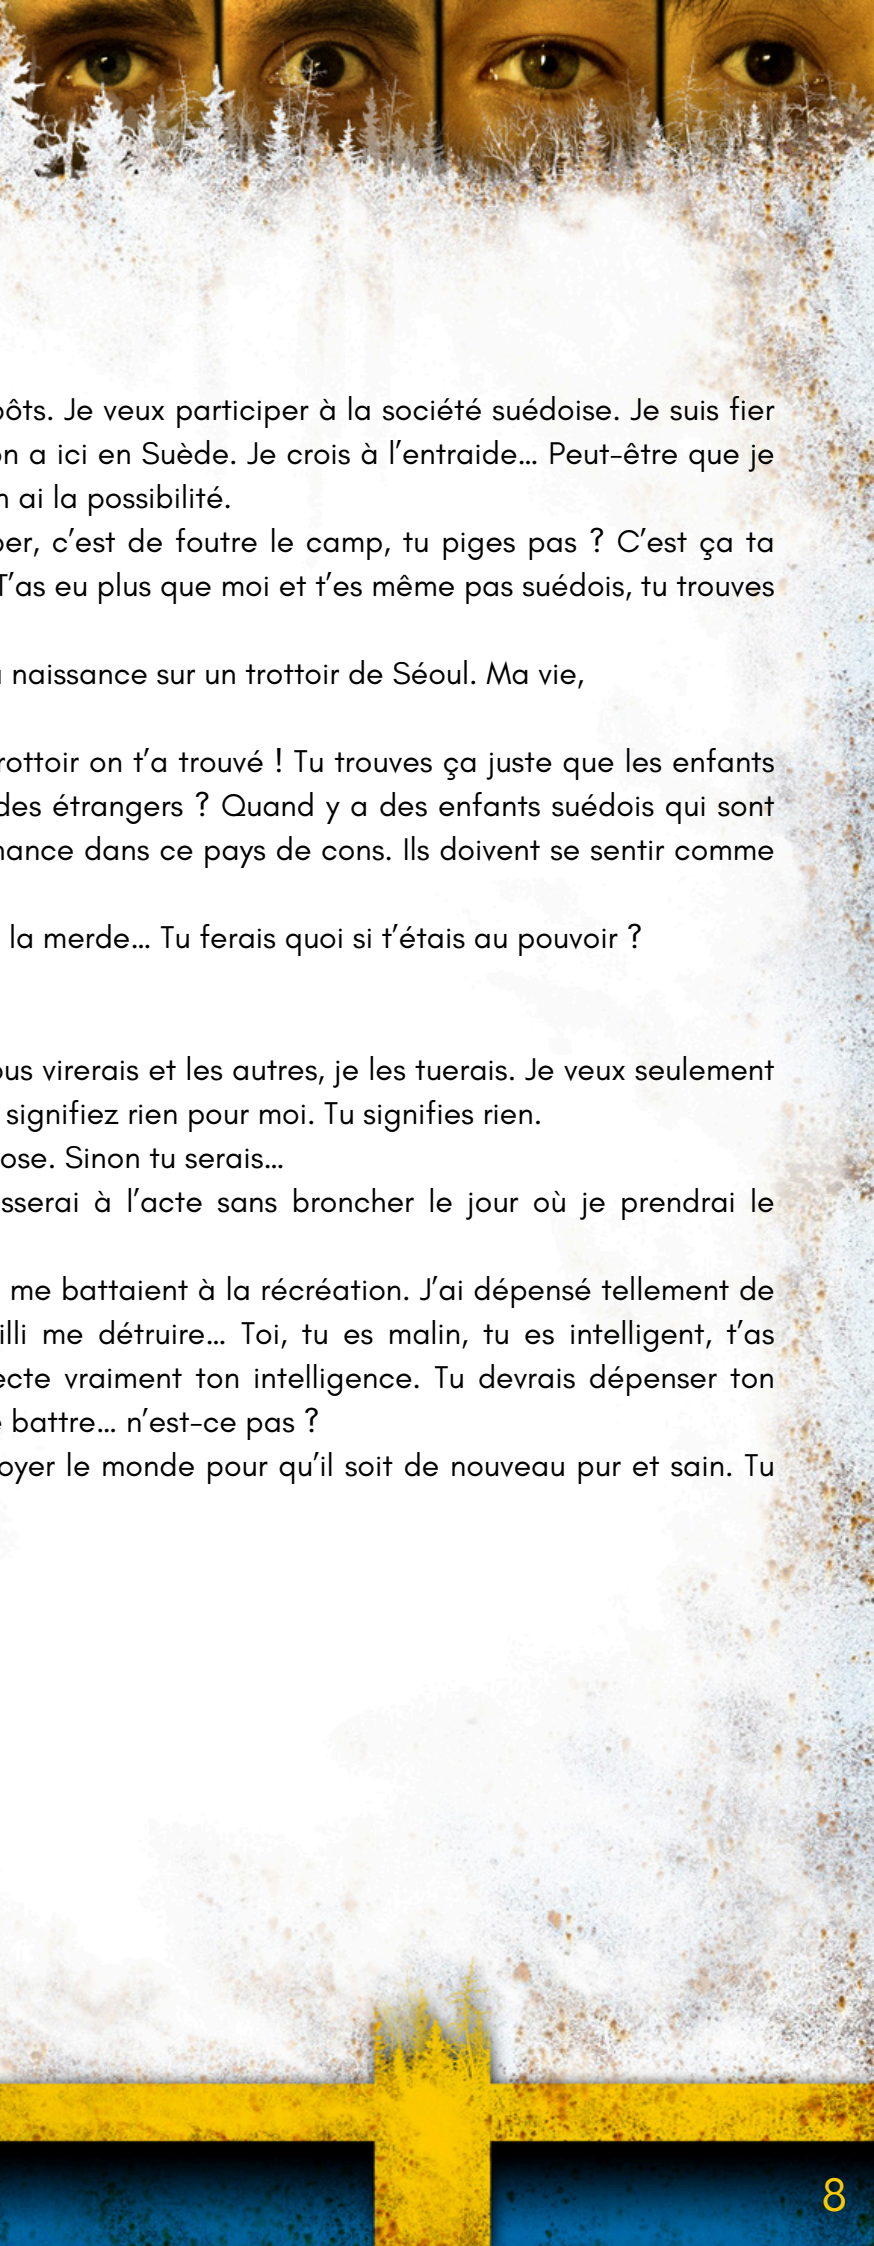 pôts. Je veux participer à la société suédoise. Je suis fier
on a ici en Suède. Je crois à l’entraide… Peut-être que je
n ai la possibilité.
per, c’est de foutre le camp, tu piges pas ? C’est ça ta
T’as eu plus que moi et t’es même pas suédois, tu trouves
a naissance sur un trottoir de Séoul. Ma vie,
rottoir on t’a trouvé ! Tu trouves ça juste que les enfants
des étrangers ? Quand y a des enfants suédois qui sont
hance dans ce pays de cons. Ils doivent se sentir comme
la merde… Tu ferais quoi si t’étais au pouvoir ?
ous virerais et les autres, je les tuerais. Je veux seulement
signifiez rien pour moi. Tu signifies rien.
ose. Sinon tu serais…
sserai à l’acte sans broncher le jour où je prendrai le
me battaient à la récréation. J’ai dépensé tellement de
illi me détruire… Toi, tu es malin, tu es intelligent, t’as
ecte vraiment ton intelligence. Tu devrais dépenser ton
e battre… n’est-ce pas ?
oyer le monde pour qu’il soit de nouveau pur et sain. Tu
8